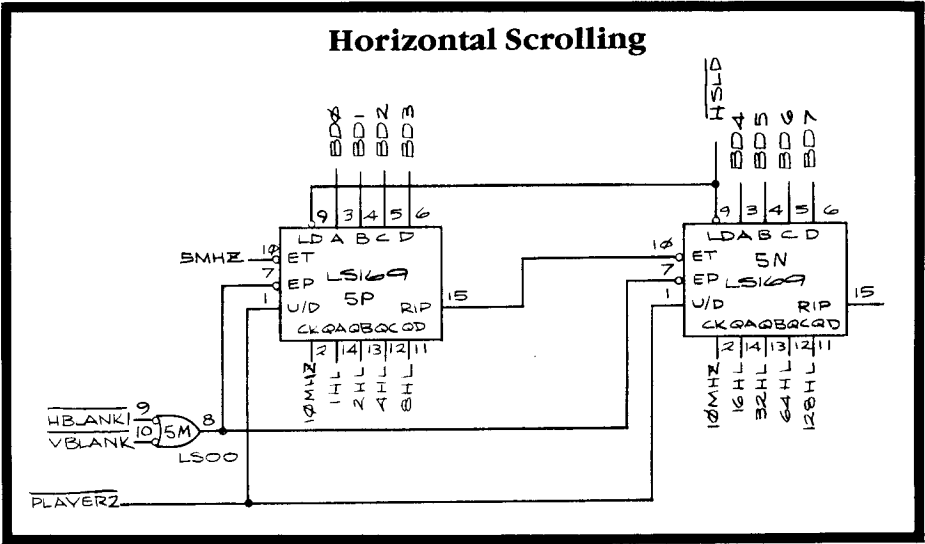 Horizontal Scrolling
HSLD
BD0 BD1 BD2 BD3
BD4 BD5 BD6 BD7
9 3 4 5 6
9 3 4 5 6
LD A B C D
LD A B C D
5MHZ 10 ET
10 ET
7 EP
7 EP
LS169
5P
5N
LS169
1 U/D
1 U/D
RIP 15
RIP 15
CK QA QB QC QD
CK QA QB QC QD
2 14 13 12 11
2 14 13 12 11
10MHZ 1HL 2HL 4HL 8HL
10MHZ 16HL 32HL 64HL 128HL
HBLANK1 9
VBLANK 10
5M 8
LS00
PLAYER2